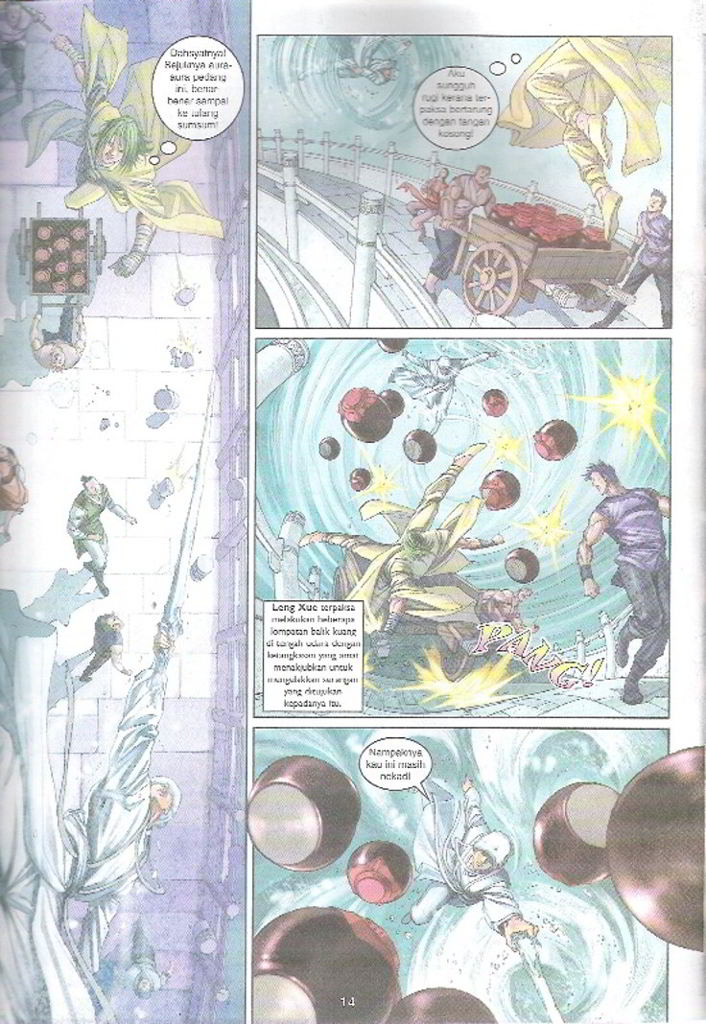 Dahsyatnya!
Sejuknya aura-
aura pedang
ini, benar-
benar sampai
ke tulang
sumsum!
Aku
sungguh
rugi kerana ter-
paksa bertarung
dengan tangan
kosong!
Leng Xue terpaksa
melakukan beberapa
lompatan balik kuang
di tengah udara dengan
ketangkasan yang amat
menakjubkan untuk
mengelakkan serangan
yang ditujukan
kepadanya itu.
PANG!
Nampaknya
kau ini masih
nekad!
14